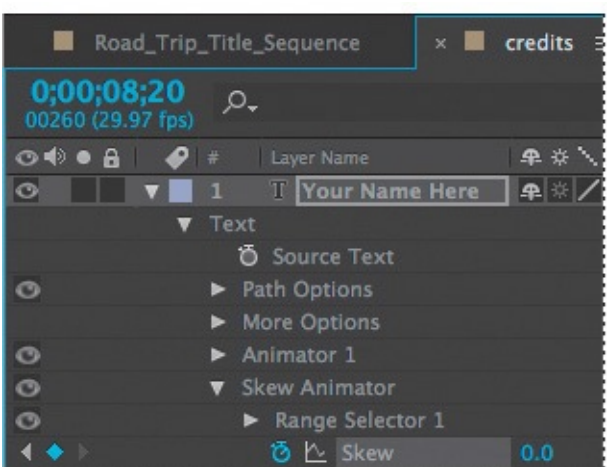 Road_Trip_Title_Sequence × credits
0;00;08;20
00260 (29.97 fps)
# Layer Name
1 T Your Name Here
Text
Source Text
Path Options
More Options
Animator 1
Skew Animator
Range Selector 1
Skew 0.0